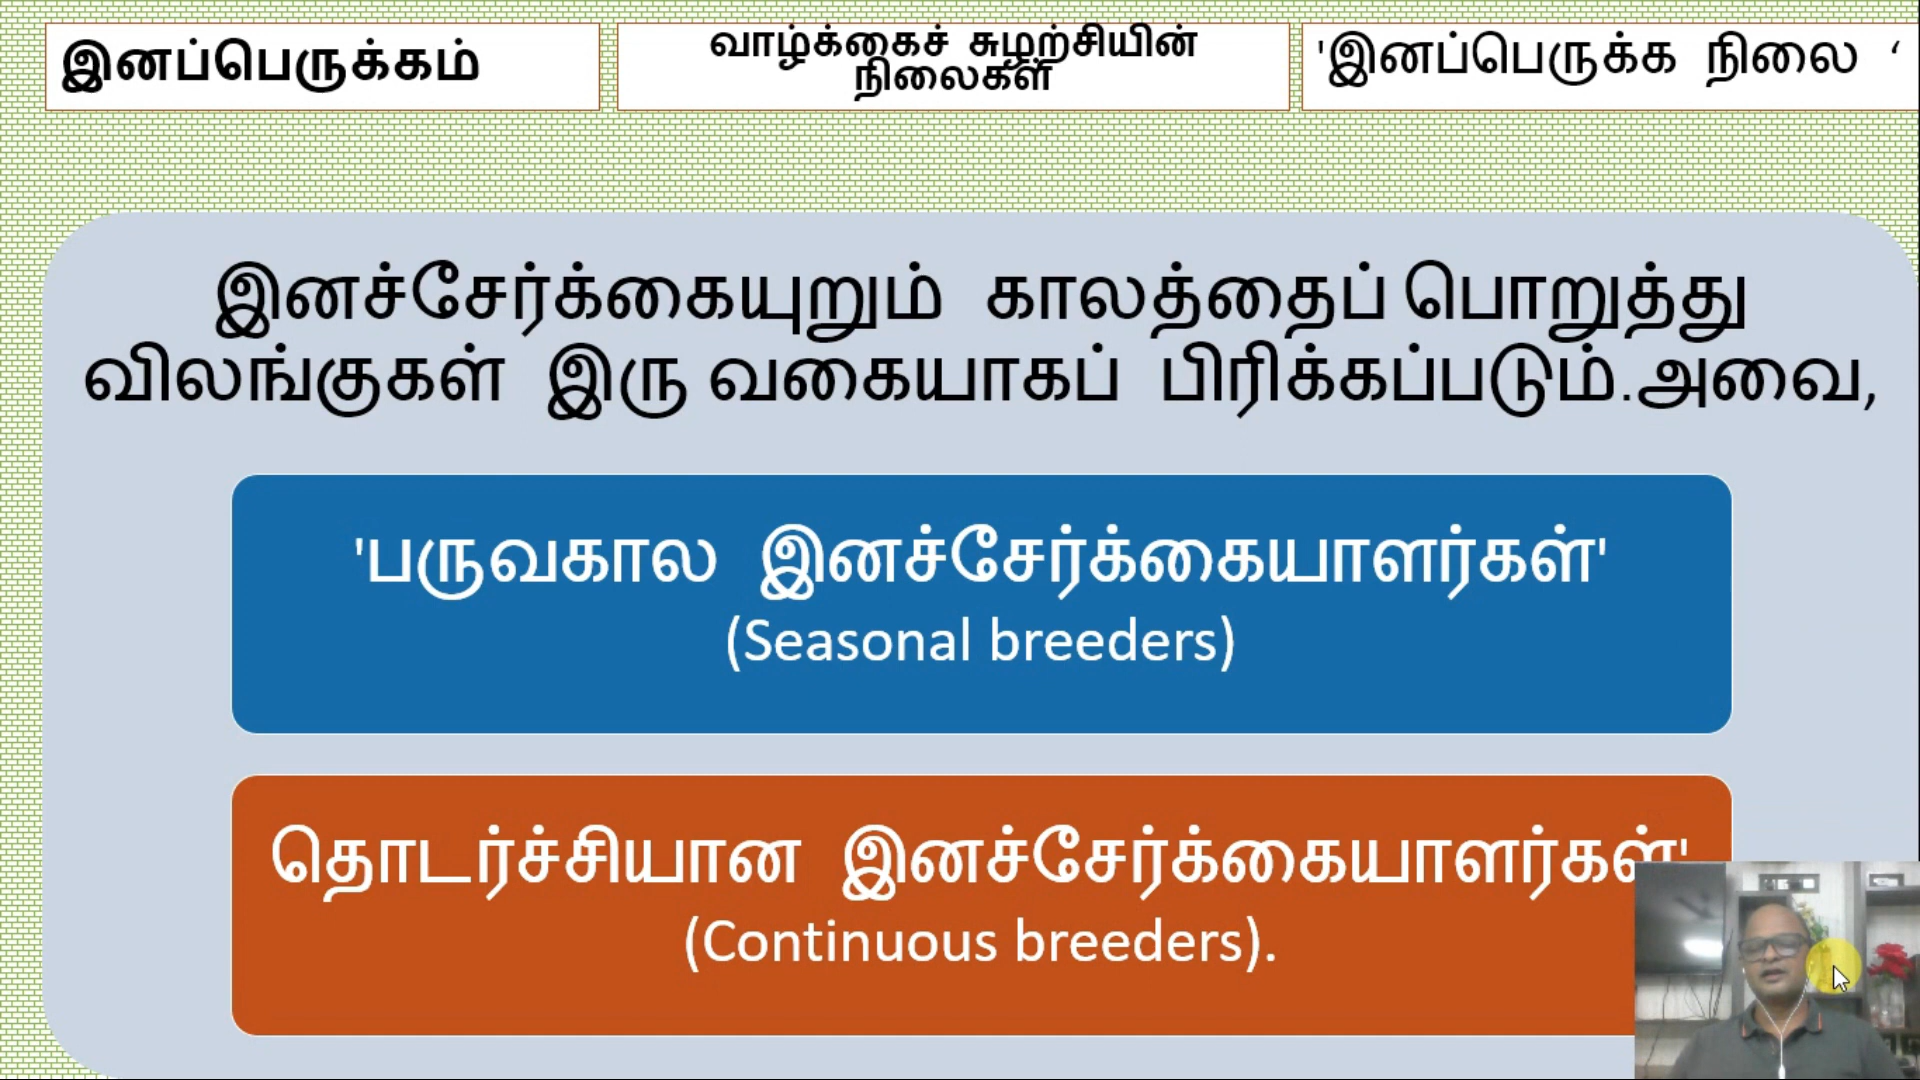 இனப்பெருக்கம்
வாழ்க்கைச் சுழற்சியின்
நிலைகள்
'இனப்பெருக்க நிலை ‘
இனச்சேர்க்கையுறும் காலத்தைப் பொறுத்து
விலங்குகள் இரு வகையாகப் பிரிக்கப்படும்.அவை,
'பருவகால இனச்சேர்க்கையாளர்கள்'
(Seasonal breeders)
தொடர்ச்சியான இனச்சேர்க்கையாளர்கள்'
(Continuous breeders).